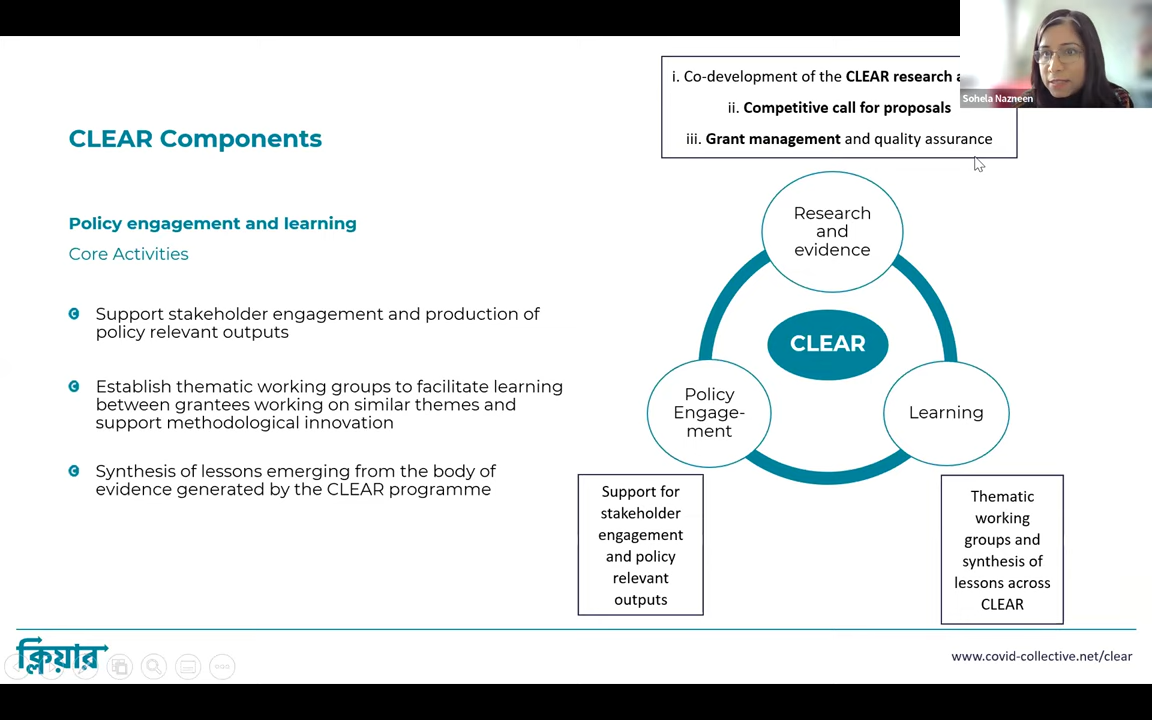 i. Co-development of the CLEAR research
ii. Competitive call for proposals
iii. Grant management and quality assurance
Sohela Nazneen
CLEAR Components
Policy engagement and learning
Core Activities
Support stakeholder engagement and production of
policy relevant outputs
Establish thematic working groups to facilitate learning
between grantees working on similar themes and
support methodological innovation
Synthesis of lessons emerging from the body of
evidence generated by the CLEAR programme
Research
and
evidence
CLEAR
Policy
Engage-
ment
Learning
Support for
stakeholder
engagement
and policy
relevant
outputs
Thematic
working
groups and
synthesis of
lessons across
CLEAR
ক্লিয়ার
www.covid-collective.net/clear